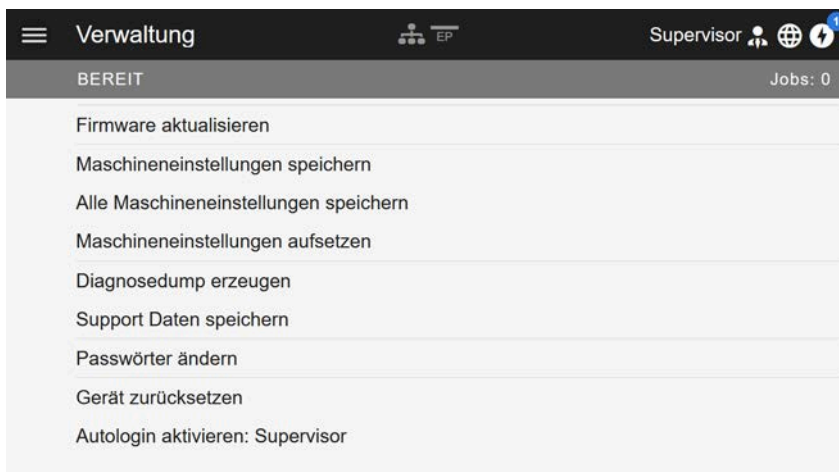 Verwaltung EP Supervisor 1
BEREIT Jobs: 0
Firmware aktualisieren
Maschineneinstellungen speichern
Alle Maschineneinstellungen speichern
Maschineneinstellungen aufsetzen
Diagnosedump erzeugen
Support Daten speichern
Passwörter ändern
Gerät zurücksetzen
Autologin aktivieren: Supervisor